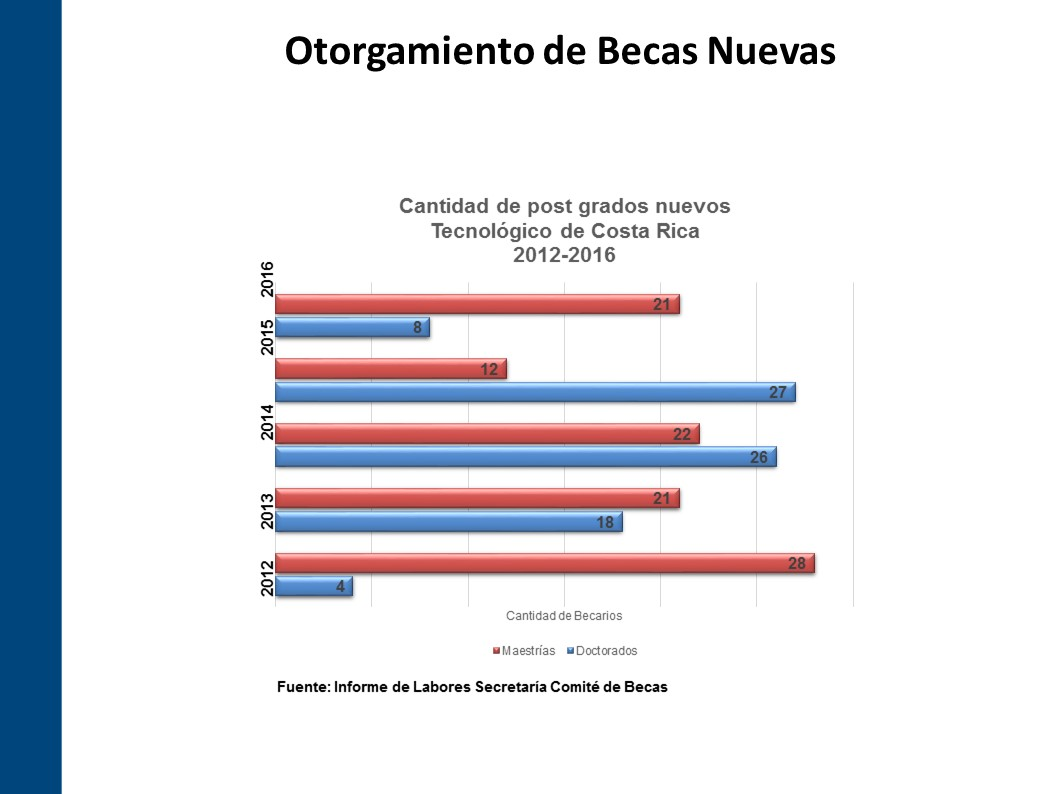 Otorgamiento de Becas Nuevas
Cantidad de post grados nuevos
Tecnológico de Costa Rica
2012-2016
2016
21
8
2015
12
27
2014
22
26
2013
21
18
2012
28
4
Cantidad de Becarios
Maestrías Doctorados
Fuente: Informe de Labores Secretaría Comité de Becas